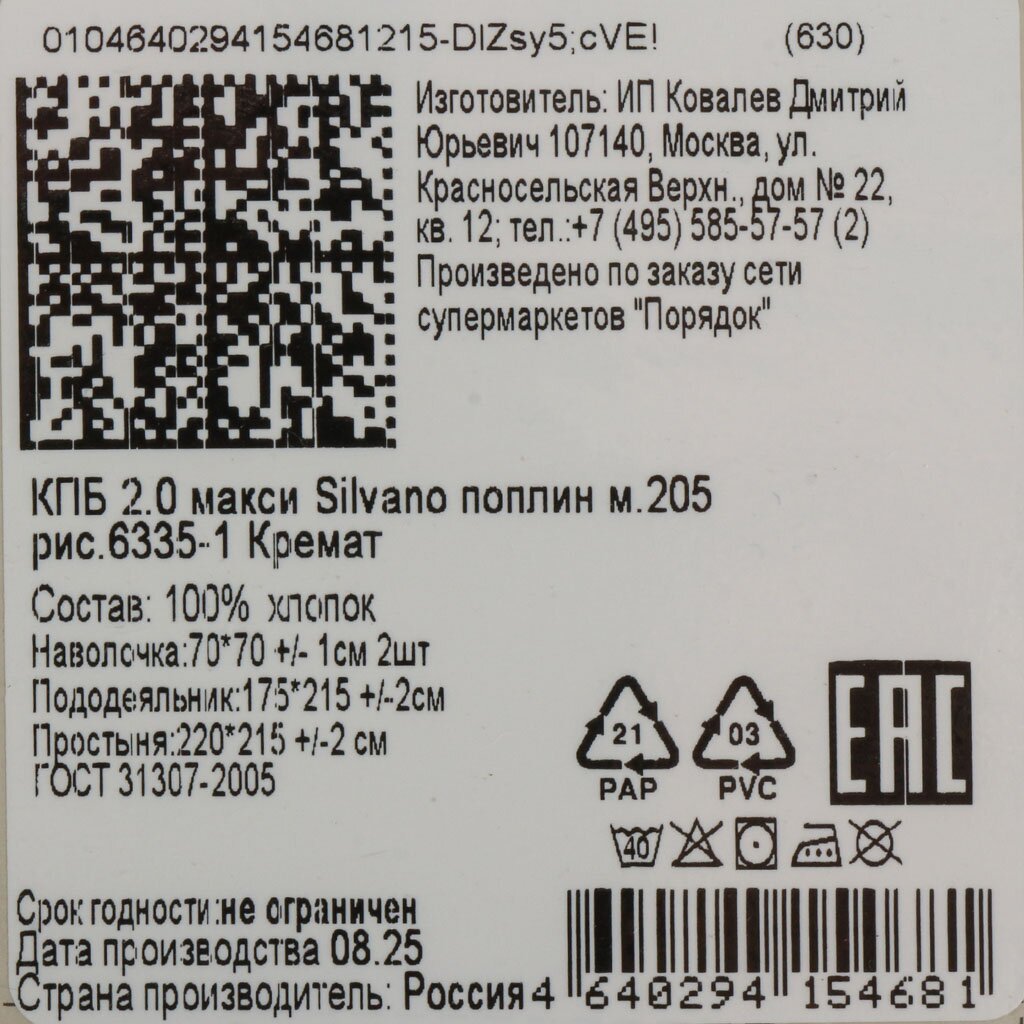 0104640294154681215-DIZsy5;cVE! (630)
Изготовитель: ИП Ковалев Дмитрий
Юрьевич 107140, Москва, ул.
Красносельская Верхн., дом № 22,
кв. 12; тел.:+7 (495) 585-57-57 (2)
Произведено по заказу сети
супермаркетов "Порядок"
КПБ 2.0 макси Silvano поплин м.205
рис.6335-1 Кремат
Состав: 100% хлопок
Наволочка:70*70 +/- 1см 2шт
Пододеяльник:175*215 +/-2см
Простыня:220*215 +/-2 см
ГОСТ 31307-2005
21 03
PAP PVC
EAC
40
Срок годности:не ограничен
Дата производства 08.25
Страна производитель: Россия
4 640294 154681